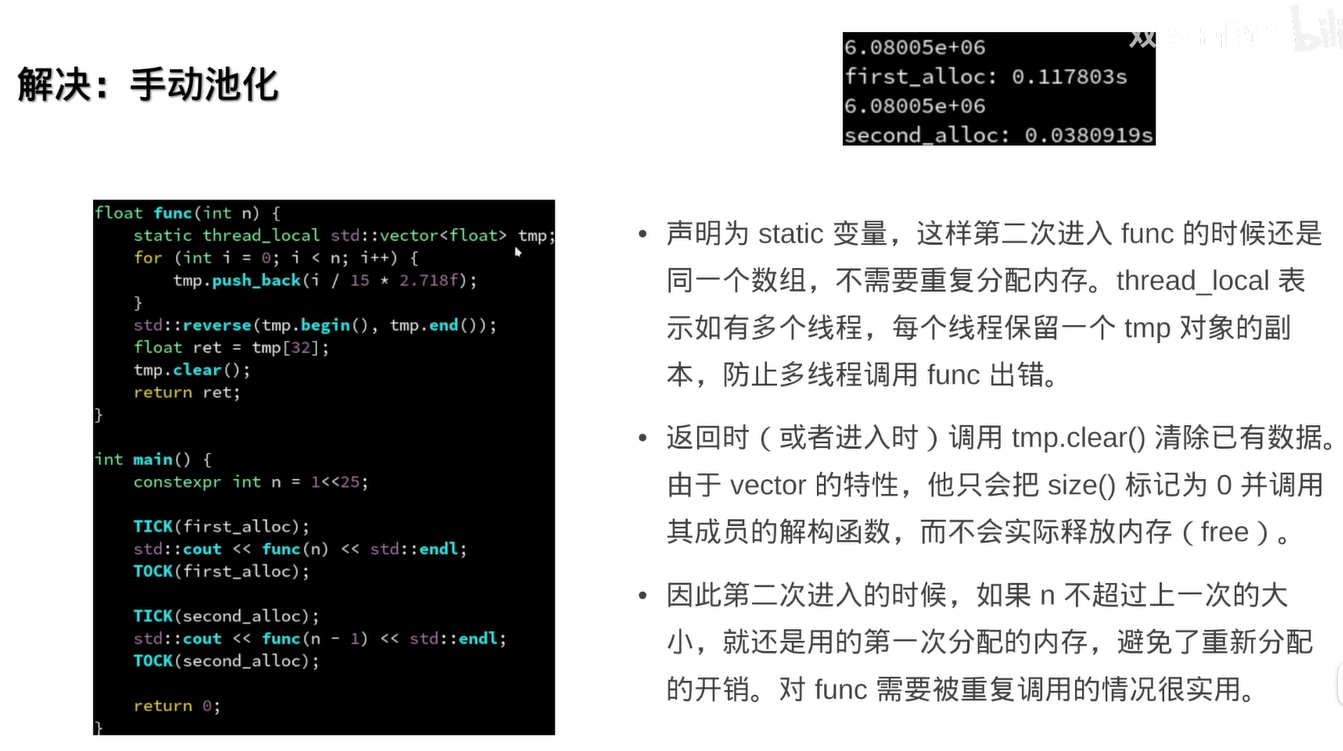 解决：手动池化
6.08005e+06
first_alloc: 0.117803s
6.08005e+06
second_alloc: 0.0380919s
float func(int n) {
    static thread_local std::vector<float> tmp;
    for (int i = 0; i < n; i++) {
        tmp.push_back(i / 15 * 2.718f);
    }
    std::reverse(tmp.begin(), tmp.end());
    float ret = tmp[32];
    tmp.clear();
    return ret;
}
int main() {
    constexpr int n = 1<<25;
    TICK(first_alloc);
    std::cout << func(n) << std::endl;
    TOCK(first_alloc);
    TICK(second_alloc);
    std::cout << func(n - 1) << std::endl;
    TOCK(second_alloc);
    return 0;
}
• 声明为 static 变量，这样第二次进入 func 的时候还是
同一个数组，不需要重复分配内存。thread_local 表
示如有多个线程，每个线程保留一个 tmp 对象的副
本，防止多线程调用 func 出错。
• 返回时（或者进入时）调用 tmp.clear() 清除已有数据。
由于 vector 的特性，他只会把 size() 标记为 0 并调用
其成员的解构函数，而不会实际释放内存（free）。
• 因此第二次进入的时候，如果 n 不超过上一次的大
小，就还是用的第一次分配的内存，避免了重新分配
的开销。对 func 需要被重复调用的情况很实用。